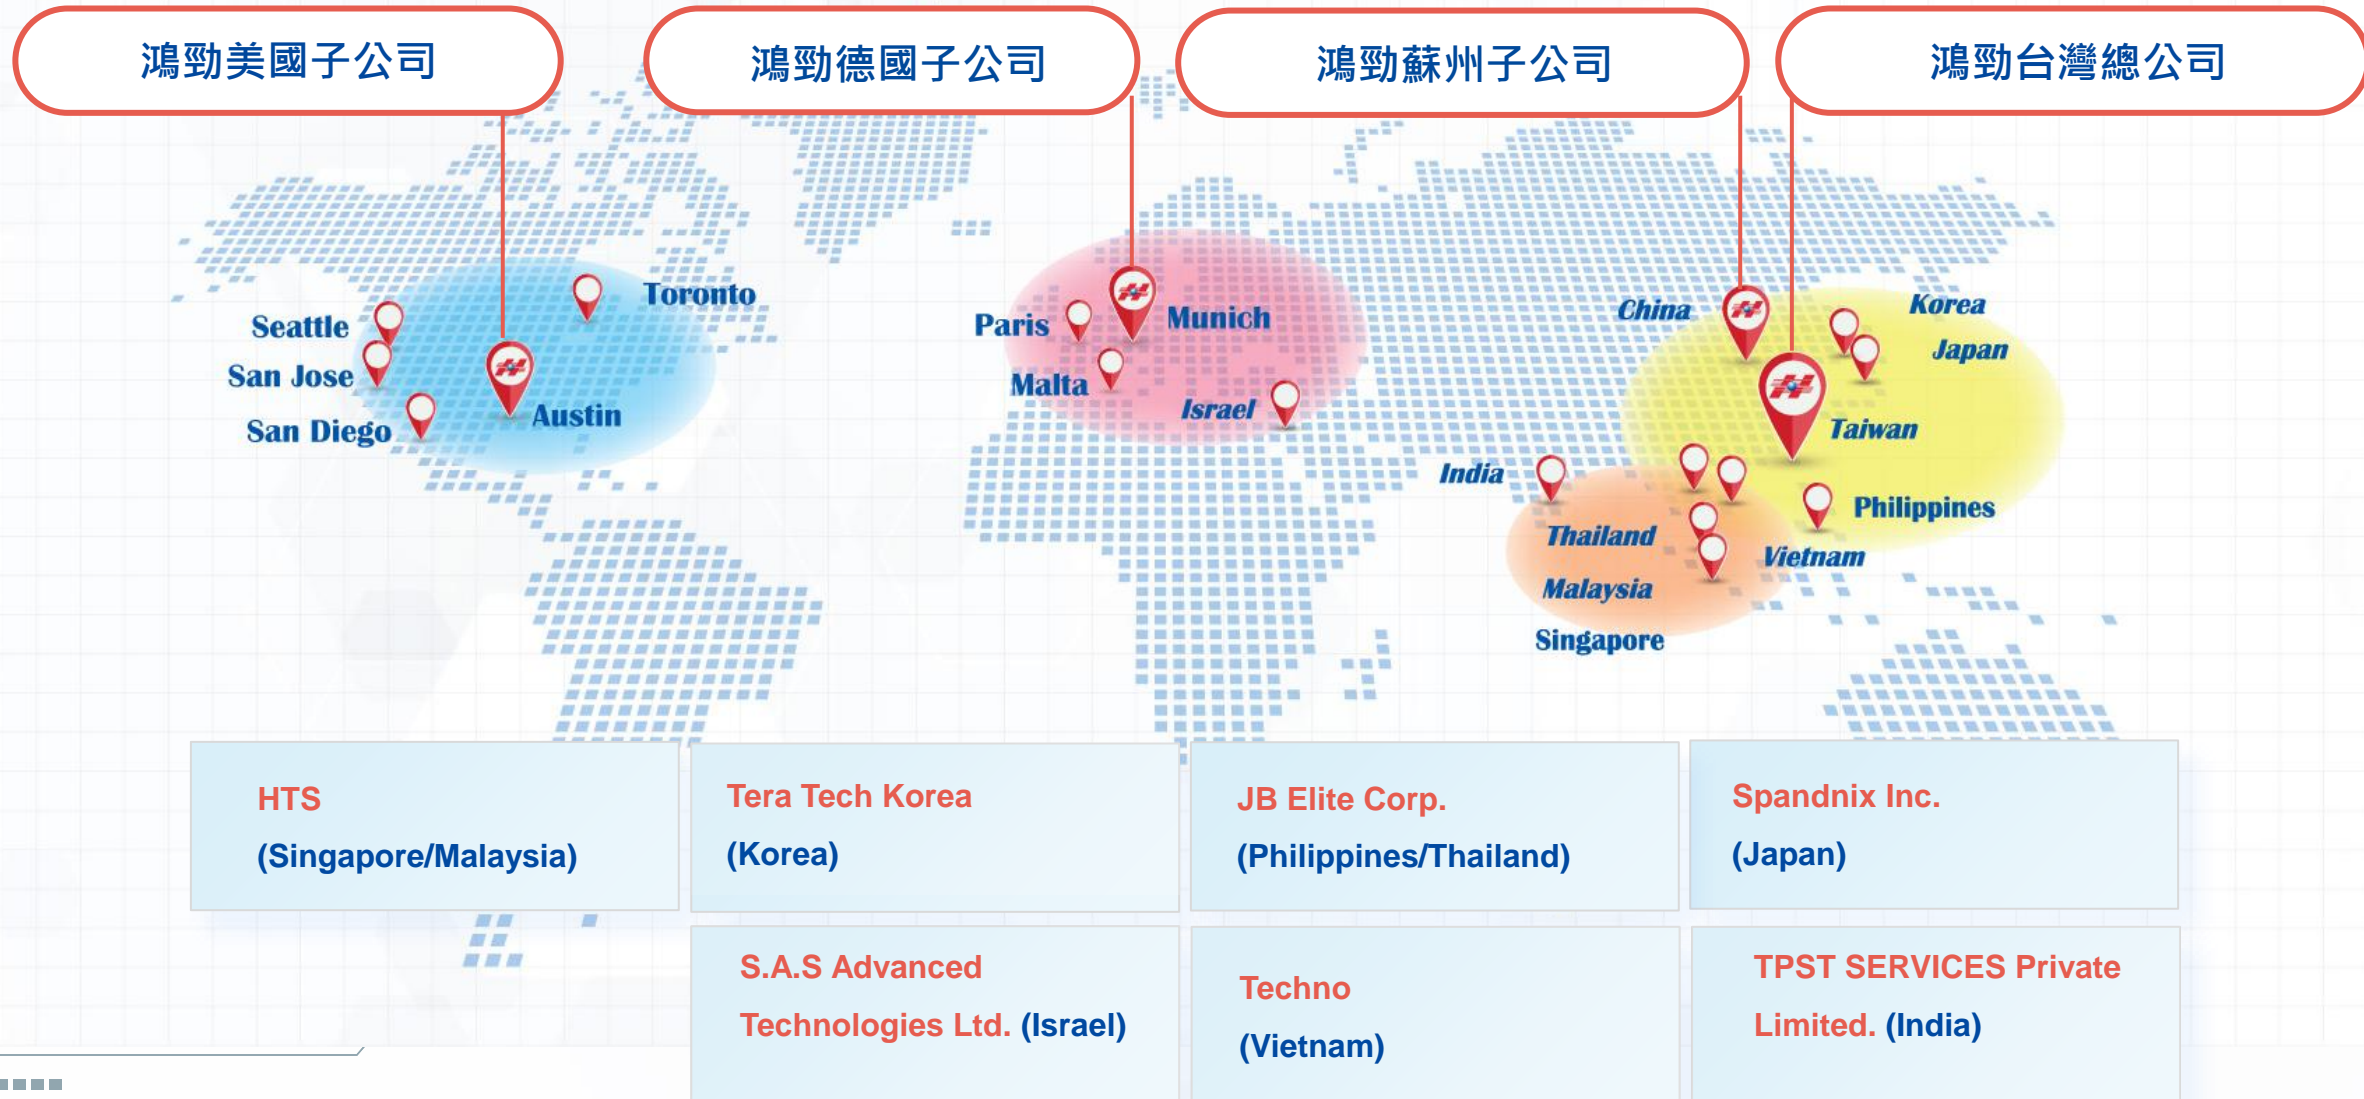 鴻勁美國子公司
鴻勁德國子公司
鴻勁蘇州子公司
鴻勁台灣總公司
Toronto
Seattle
San Jose
San Diego
Austin
Paris
Munich
Malta
Israel
China
Korea
Japan
Taiwan
India
Philippines
Thailand
Vietnam
Malaysia
Singapore
HTS
(Singapore/Malaysia)
Tera Tech Korea
(Korea)
JB Elite Corp.
(Philippines/Thailand)
Spandnix Inc.
(Japan)
S.A.S Advanced
Technologies Ltd. (Israel)
Techno
(Vietnam)
TPST SERVICES Private
Limited. (India)